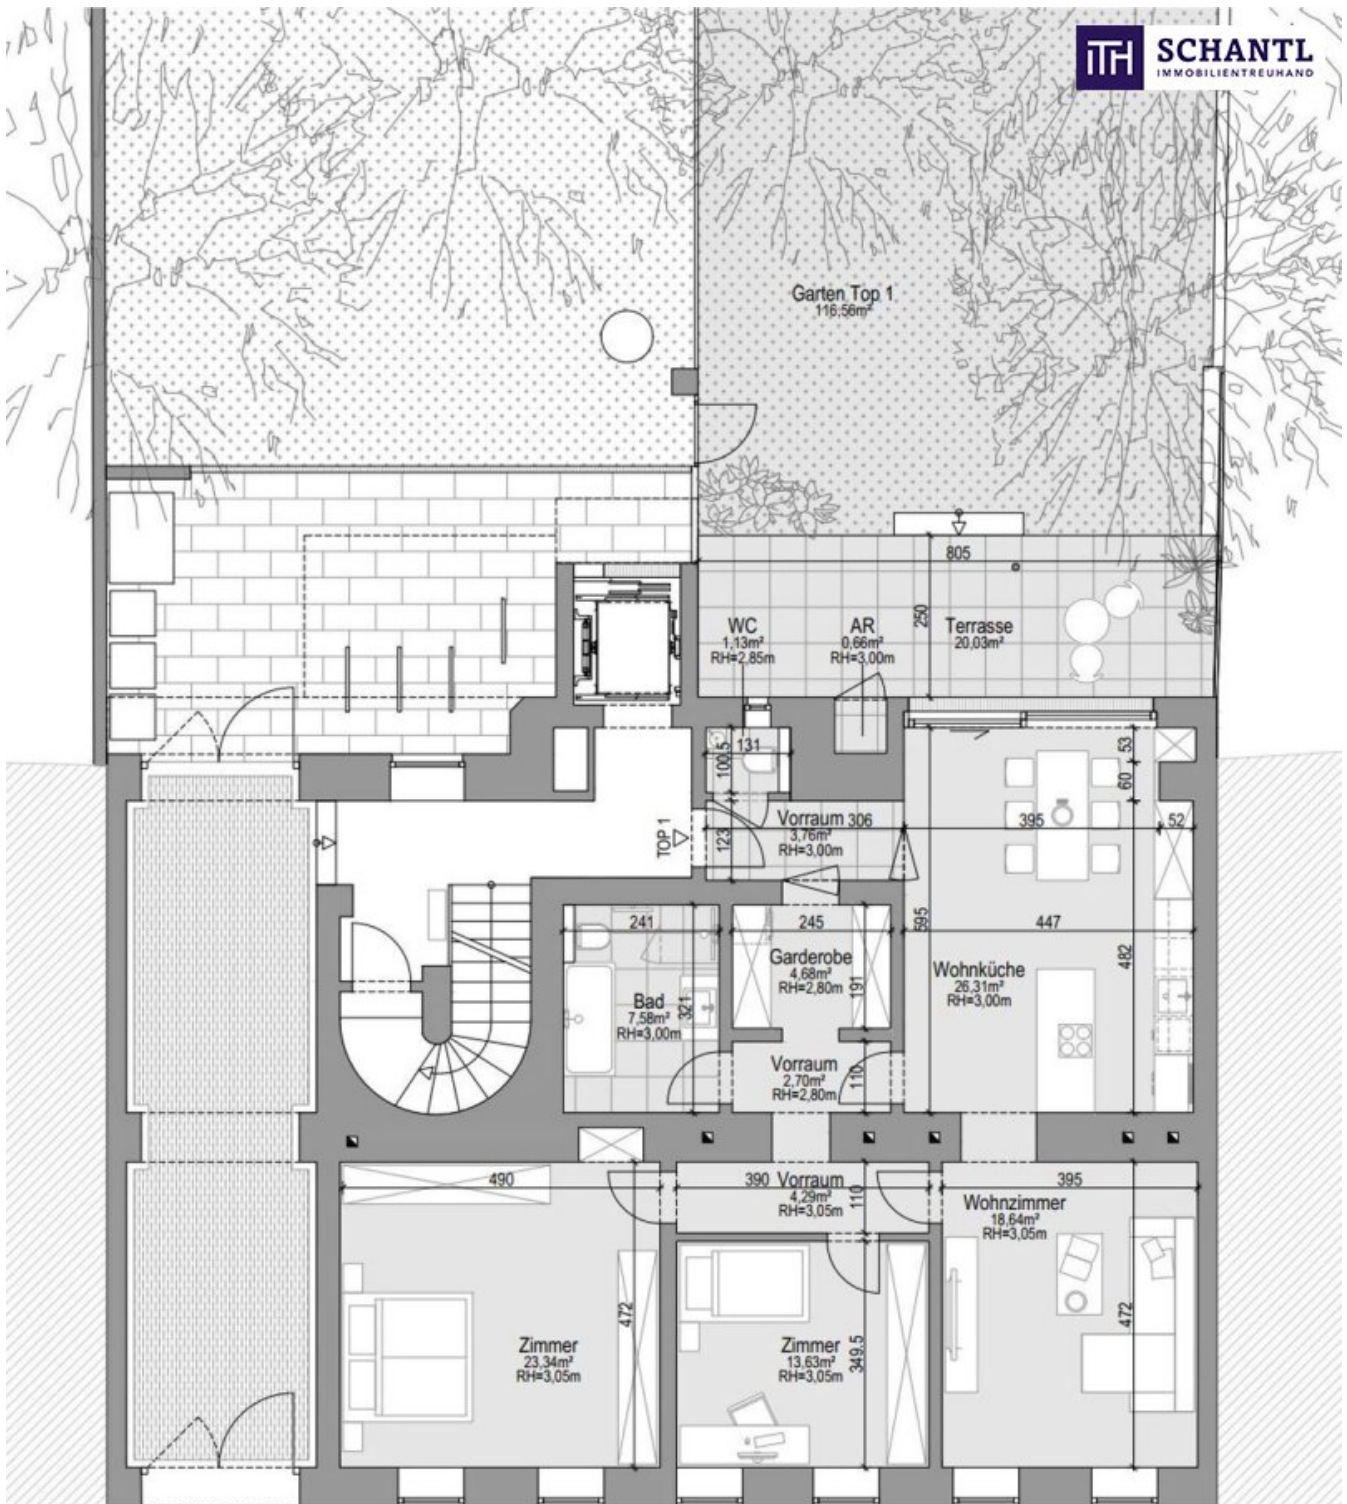 ITH SCHANTL
IMMOBILIENTREUHAND
Garten Top 1
116,56m²
805
250
WC
1,13m²
RH=2,85m
AR
0,66m²
RH=3,00m
Terrasse
20,03m²
131
100,5
53
60
TOP 1
123
Vorraum 306
3,76m²
RH=3,00m
395
52
241
245
595
447
482
Garderobe
4,68m²
RH=2,80m
191
Wohnküche
26,31m²
RH=3,00m
Bad
7,58m²
RH=3,00m
321
Vorraum
2,70m²
RH=2,80m
110
490
390 Vorraum
4,29m²
RH=3,05m
110
395
Wohnzimmer
18,64m²
RH=3,05m
472
349,5
472
Zimmer
23,34m²
RH=3,05m
Zimmer
13,63m²
RH=3,05m